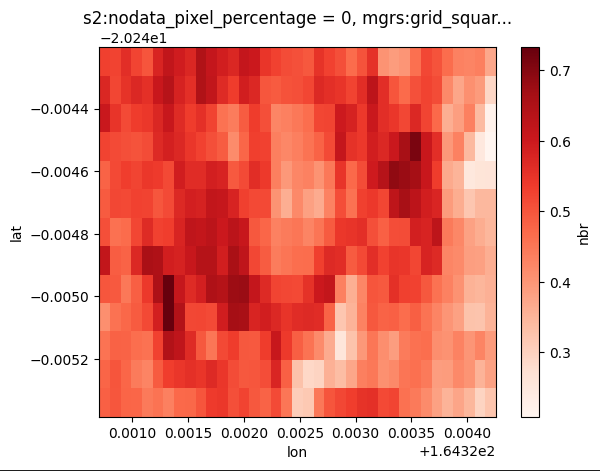 s2:nodata_pixel_percentage = 0, mgrs:grid_squar...
−2.024e1
−0.0044
−0.0046
−0.0048
−0.0050
−0.0052
lat
0.0010 0.0015 0.0020 0.0025 0.0030 0.0035 0.0040
lon
+1.6432e2
0.7
0.6
0.5
0.4
0.3
nbr